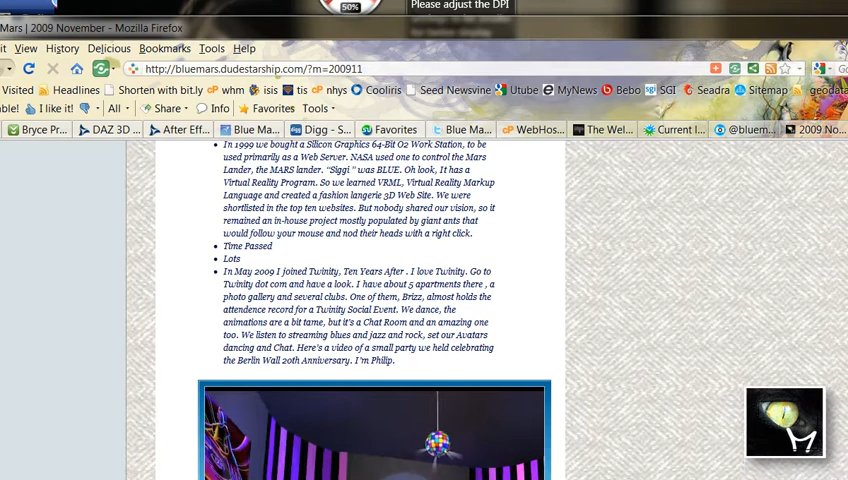 50%
Please adjust the DPI
Mars | 2009 November - Mozilla Firefox
it View History Delicious Bookmarks Tools Help
http://bluemars.dudestarship.com/?m=200911
Go
Visited Headlines Shorten with bit.ly whm isis tis nhys Cooliris Seed Newsvine Utube MyNews Bebo SGI Seadra Sitemap geodata
able! I like it! All Share Info Favorites Tools
Bryce Pr... DAZ 3D ... After Eff... Blue Ma... Digg - S... Favorites Blue Ma... WebHos... The Wel... Current I... @bluem... 2009 No...
In 1999 we bought a Silicon Graphics 64-Bit O2 Work Station, to be
used primarily as a Web Server. NASA used one to control the Mars
Lander, the MARS lander. "Siggi " was BLUE. Oh look, It has a
Virtual Reality Program. So we learned VRML, Virtual Reality Markup
Language and created a fashion langerie 3D Web Site. We were
shortlisted in the top ten websites. But nobody shared our vision, so it
remained an in-house project mostly populated by giant ants that
would follow your mouse and nod their heads with a right click.
Time Passed
Lots
In May 2009 I joined Twinity, Ten Years After . I love Twinity. Go to
Twinity dot com and have a look. I have about 5 apartments there , a
photo gallery and several clubs. One of them, Brizz, almost holds the
attendence record for a Twinity Social Event. We dance, the
animations are a bit tame, but it's a Chat Room and an amazing one
too. We listen to streaming blues and jazz and rock, set our Avatars
dancing and Chat. Here's a video of a small party we held celebrating
the Berlin Wall 20th Anniversary. I'm Philip.
M